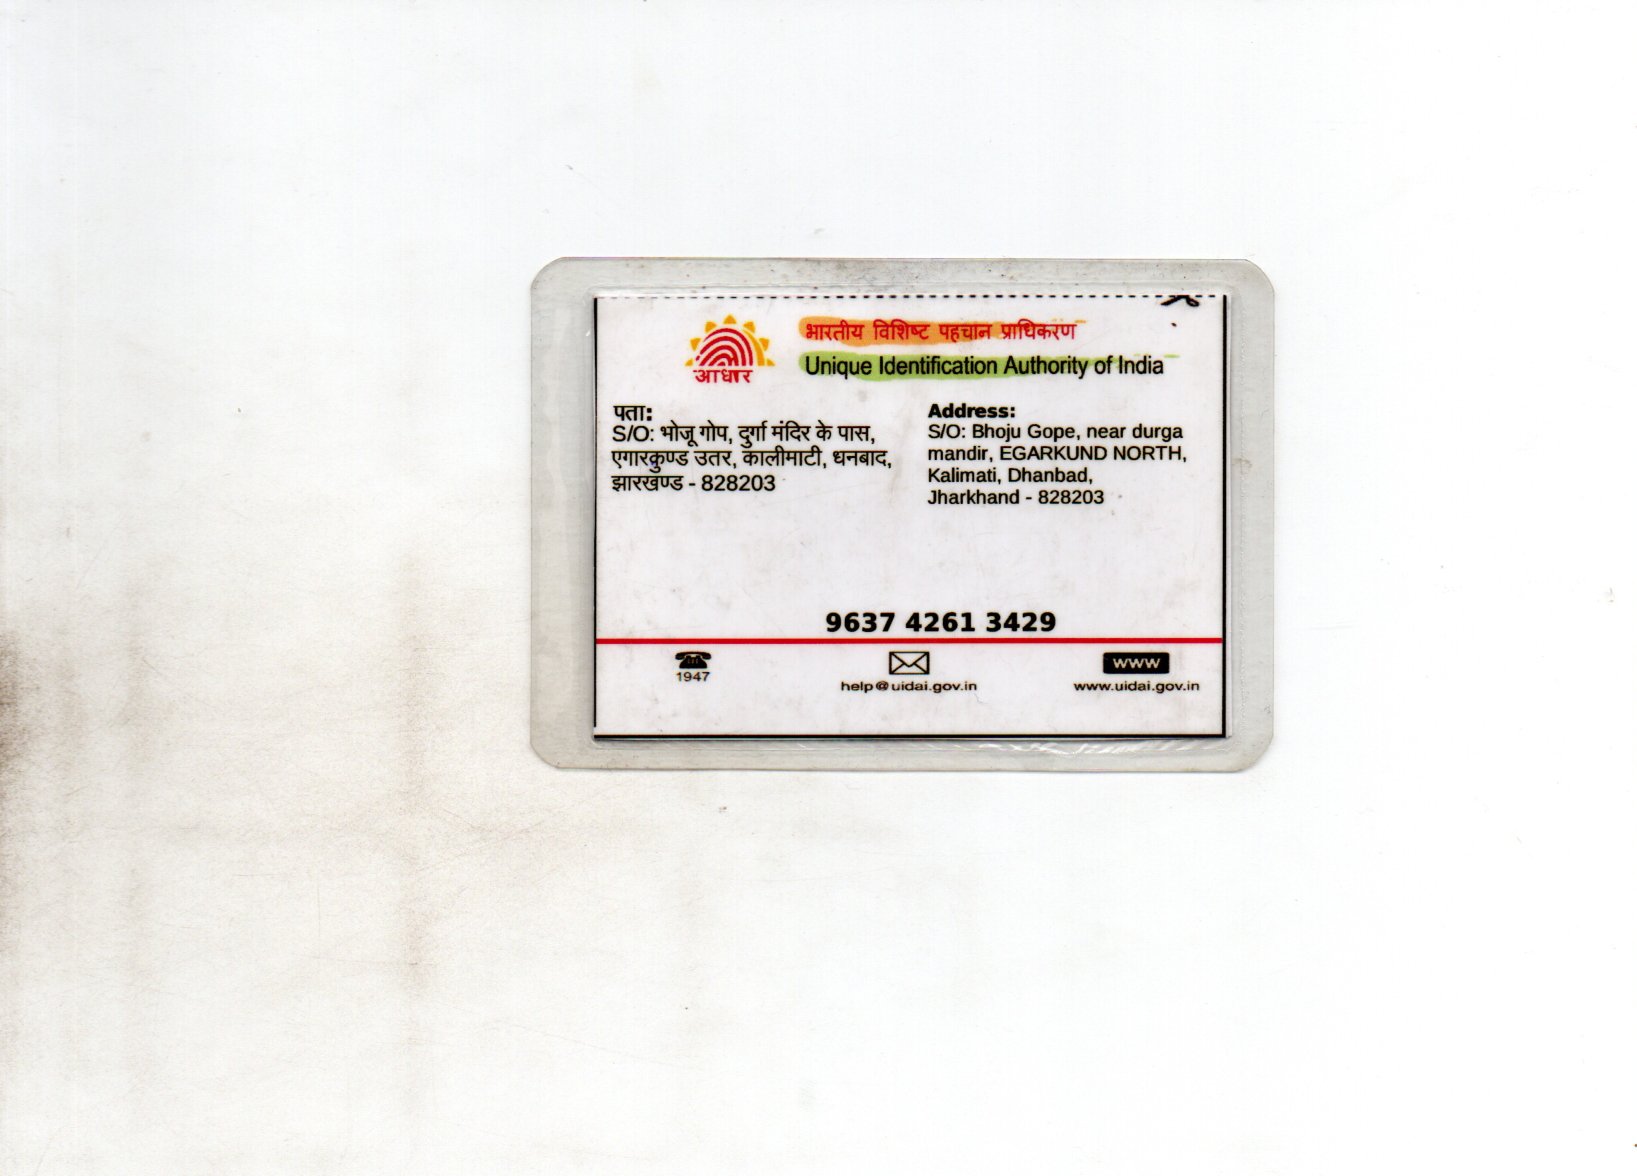 भारतीय विशिष्ट पहचान प्राधिकरण
Unique Identification Authority of India
आधार
पता:
S/O: भोजू गोप, दुर्गा मंदिर के पास,
एगारकुण्ड उतर, कालीमाटी, धनबाद,
झारखण्ड - 828203
Address:
S/O: Bhoju Gope, near durga
mandir, EGARKUND NORTH,
Kalimati, Dhanbad,
Jharkhand - 828203
9637 4261 3429
1947
help@uidai.gov.in
www
www.uidai.gov.in